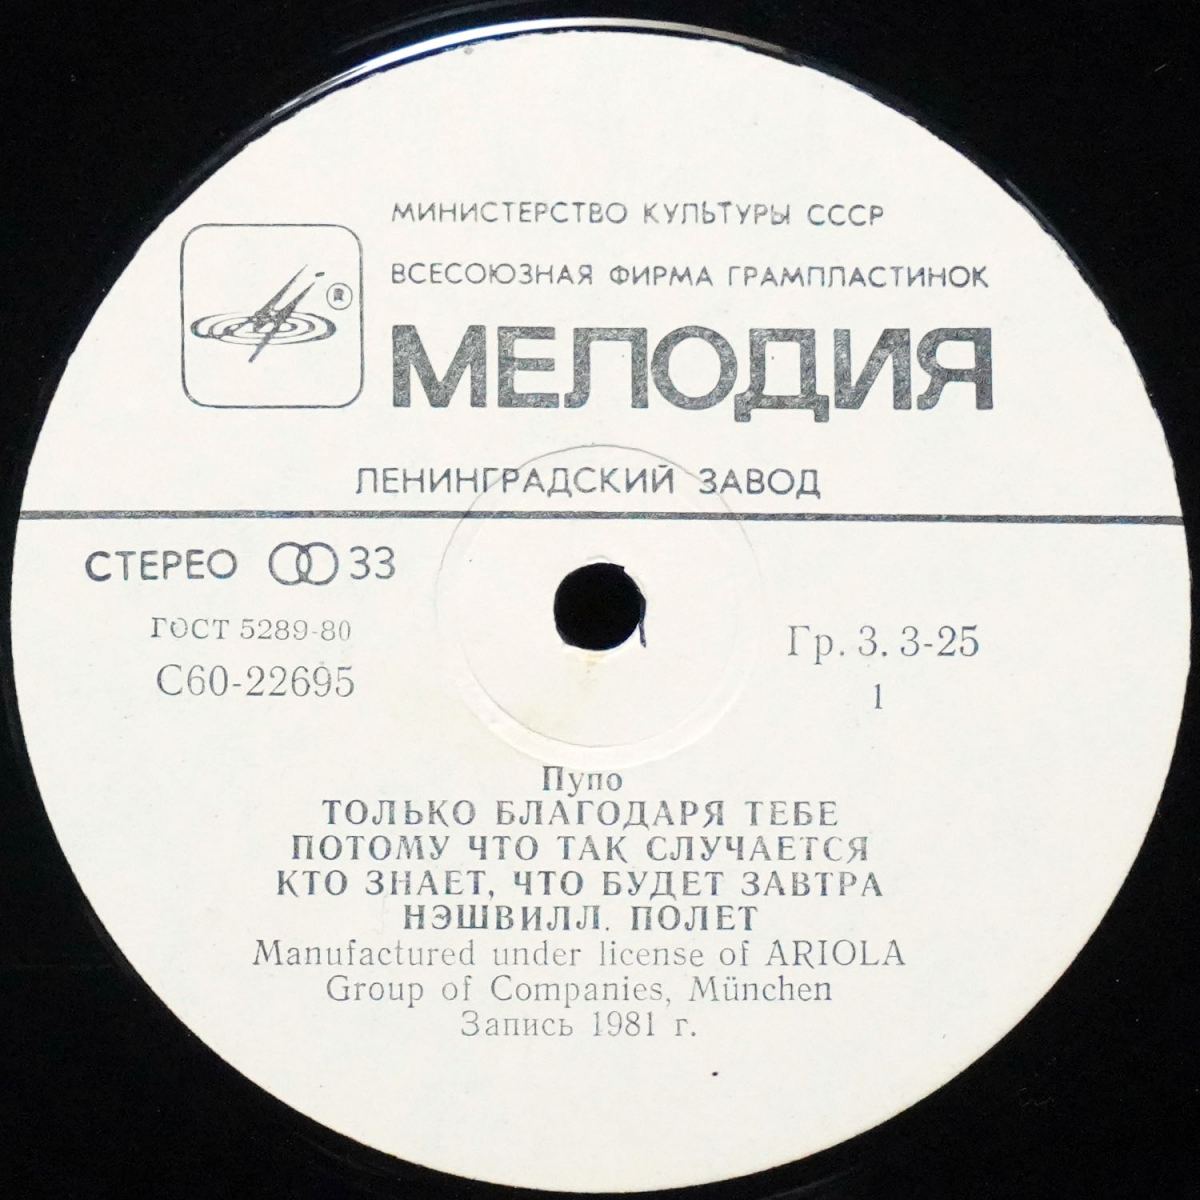 МИНИСТЕРСТВО КУЛЬТУРЫ СССР
ВСЕСОЮЗНАЯ ФИРМА ГРАМПЛАСТИНОК
®
МЕЛОДИЯ
ЛЕНИНГРАДСКИЙ ЗАВОД
СТЕРЕО 33
ГОСТ 5289-80
С60-22695
Гр. 3. 3-25
1
Пупо
ТОЛЬКО БЛАГОДАРЯ ТЕБЕ
ПОТОМУ ЧТО ТАК СЛУЧАЕТСЯ
КТО ЗНАЕТ, ЧТО БУДЕТ ЗАВТРА
НЭШВИЛЛ. ПОЛЕТ
Manufactured under license of ARIOLA
Group of Companies, München
Запись 1981 г.